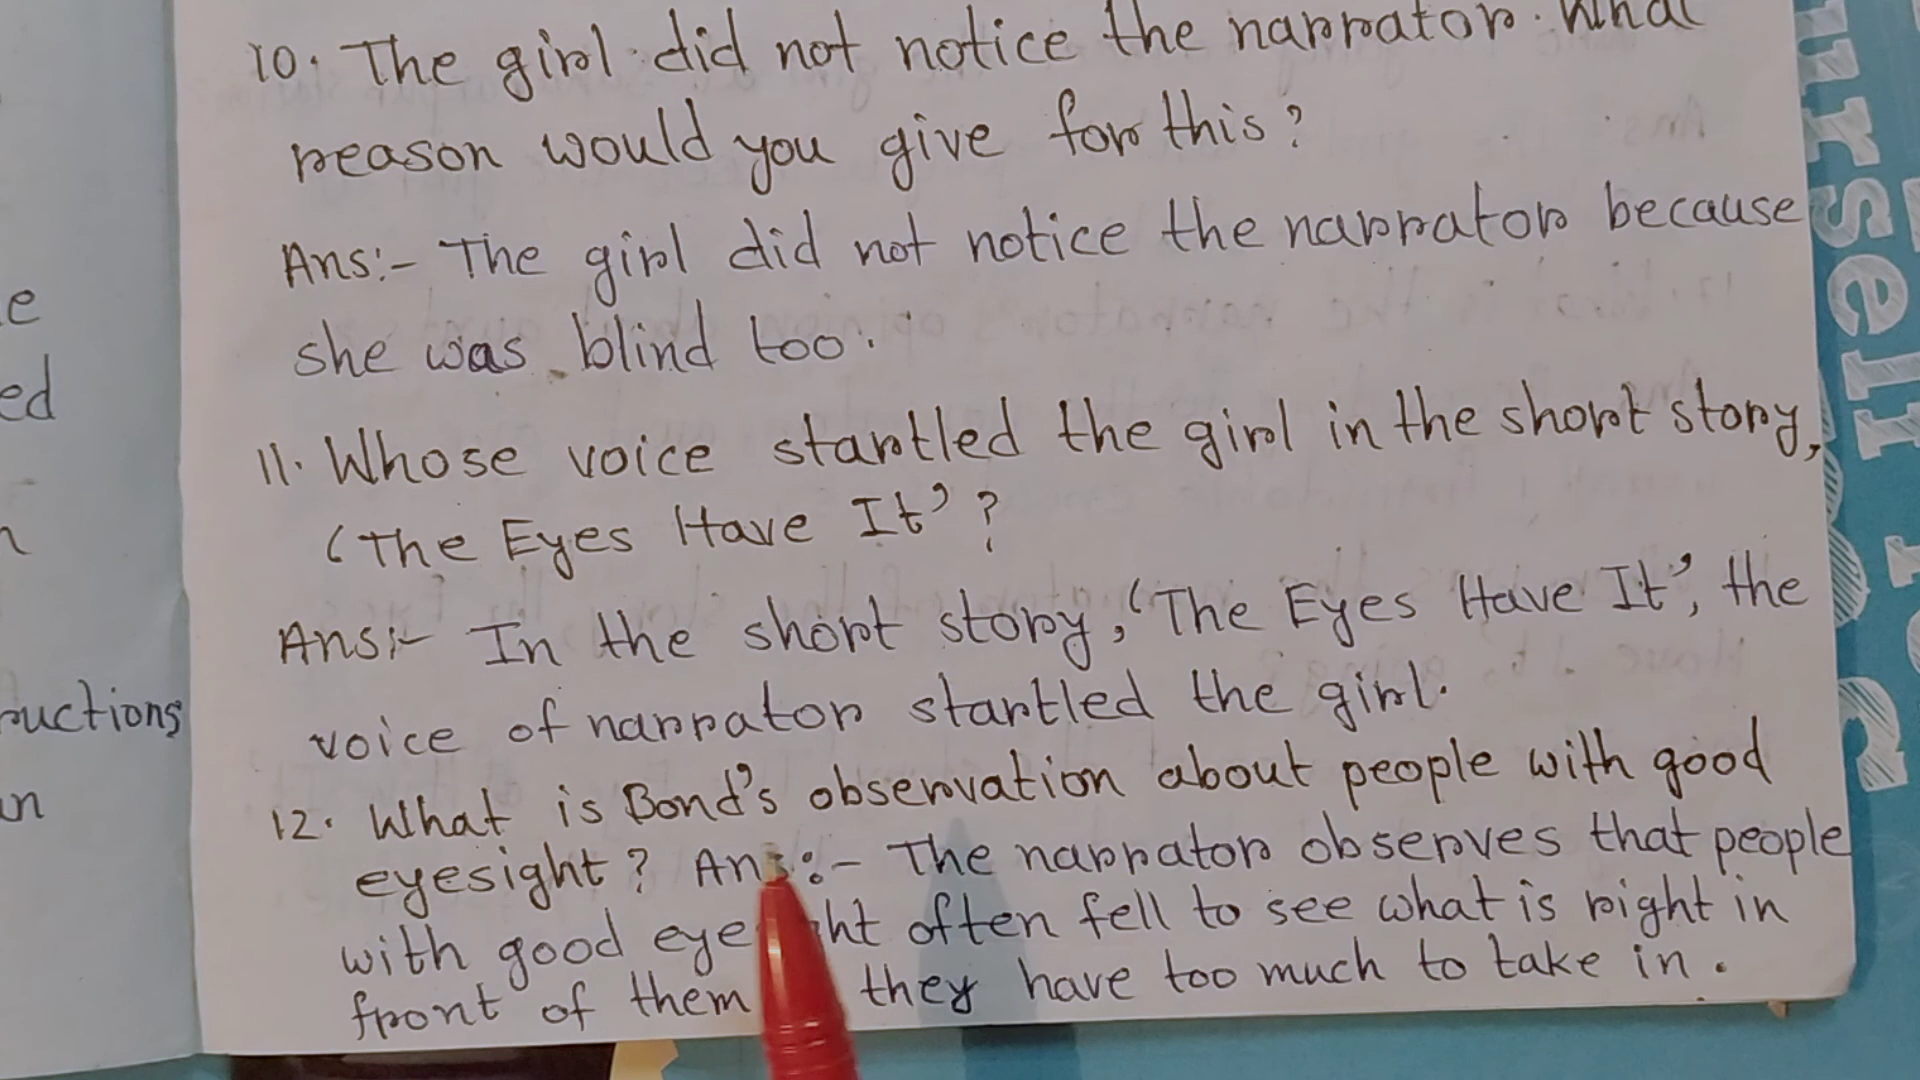 e
ed
n
ructions
in
10. The girl did not notice the narrator. What
reason would you give for this?
Ans:- The girl did not notice the narrator because
she was blind too.
11. Whose voice startled the girl in the short story,
'The Eyes Have It'?
Ans:- In the short story, 'The Eyes Have It', the
voice of narrator startled the girl.
12. What is Bond's observation about people with good
eyesight? Ans:- The narrator observes that people
with good often fell to see what is right in
front of them they have too much to take in.
urself